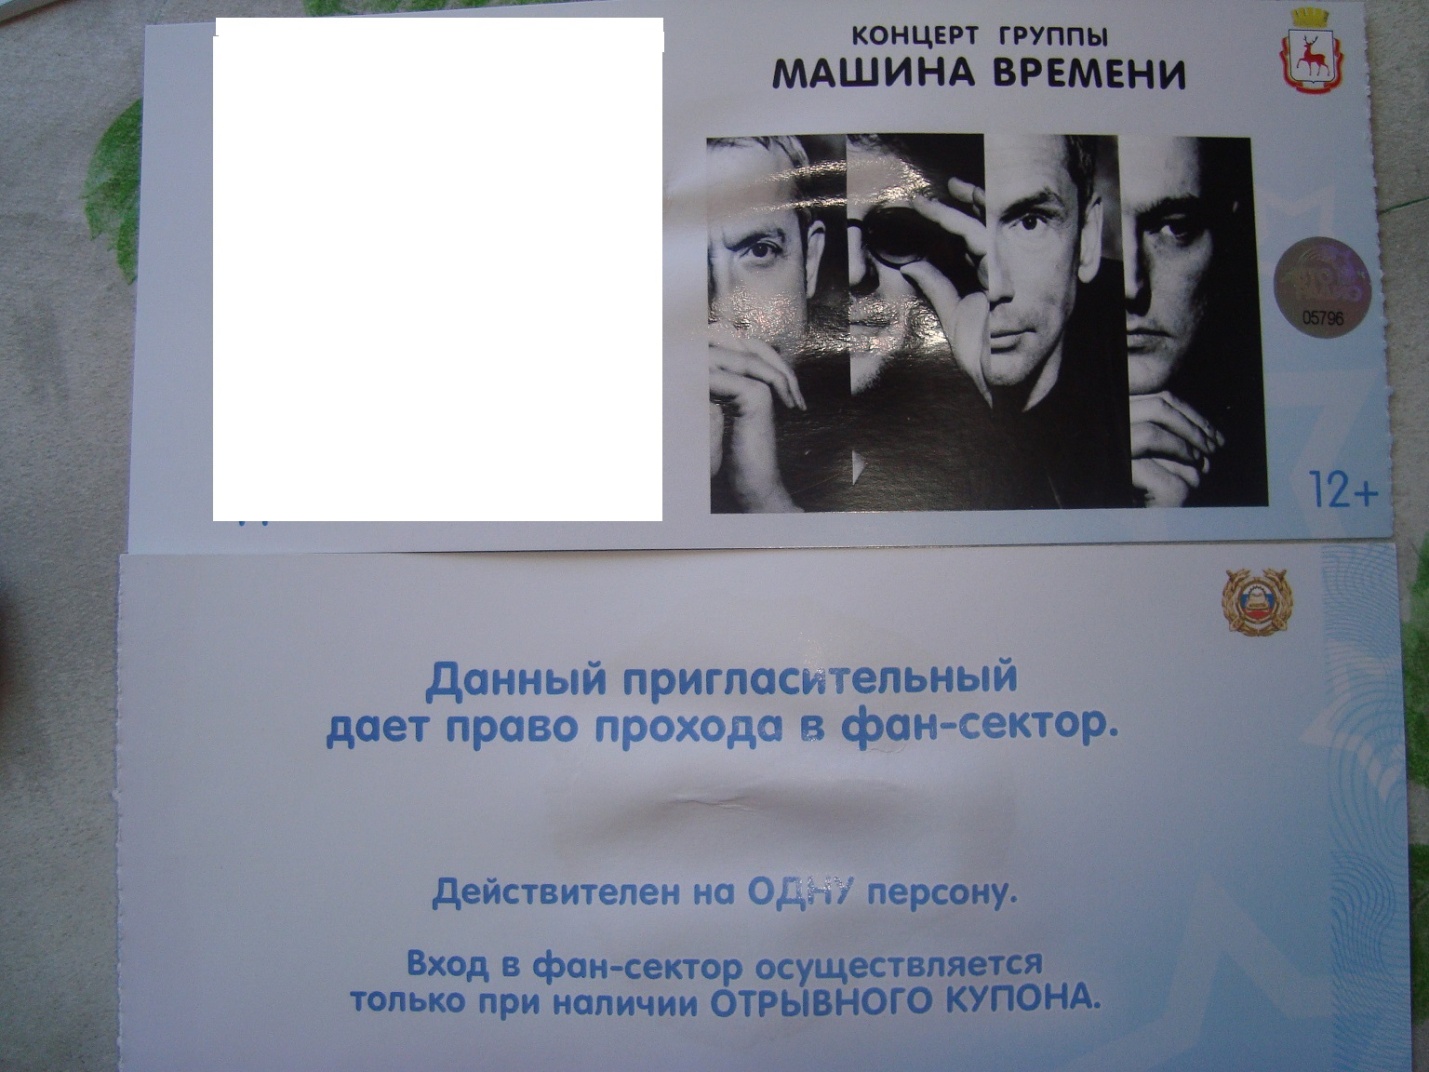 КОНЦЕРТ ГРУППЫ
МАШИНА ВРЕМЕНИ
05796
12+
Данный пригласительный
дает право прохода в фан-сектор.
Действителен на ОДНУ персону.
Вход в фан-сектор осуществляется
только при наличии ОТРЫВНОГО КУПОНА.